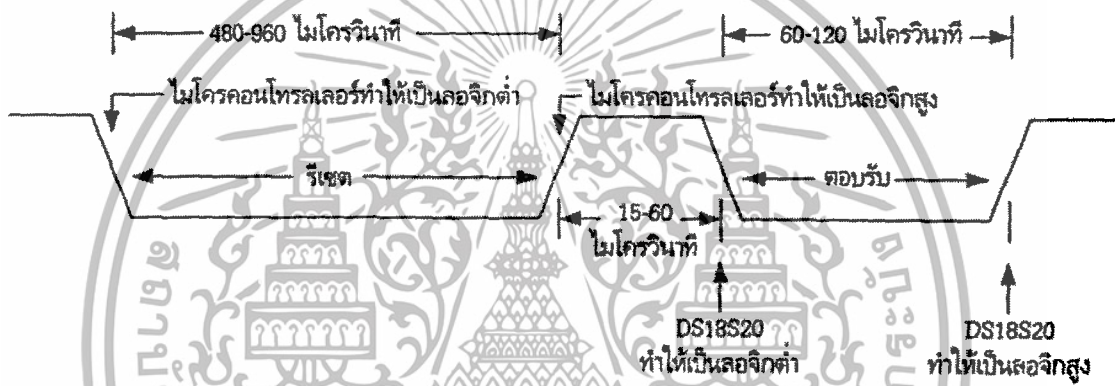 480-960 ไมโครวินาที
60-120 ไมโครวินาที
ไมโครคอนโทรลเลอร์ทำให้เป็นลอจิกต่ำ
ไมโครคอนโทรลเลอร์ทำให้เป็นลอจิกสูง
รีเซต
ตอบรับ
15-60
ไมโครวินาที
DS18S20
ทำให้เป็นลอจิกต่ำ
DS18S20
ทำให้เป็นลอจิกสูง